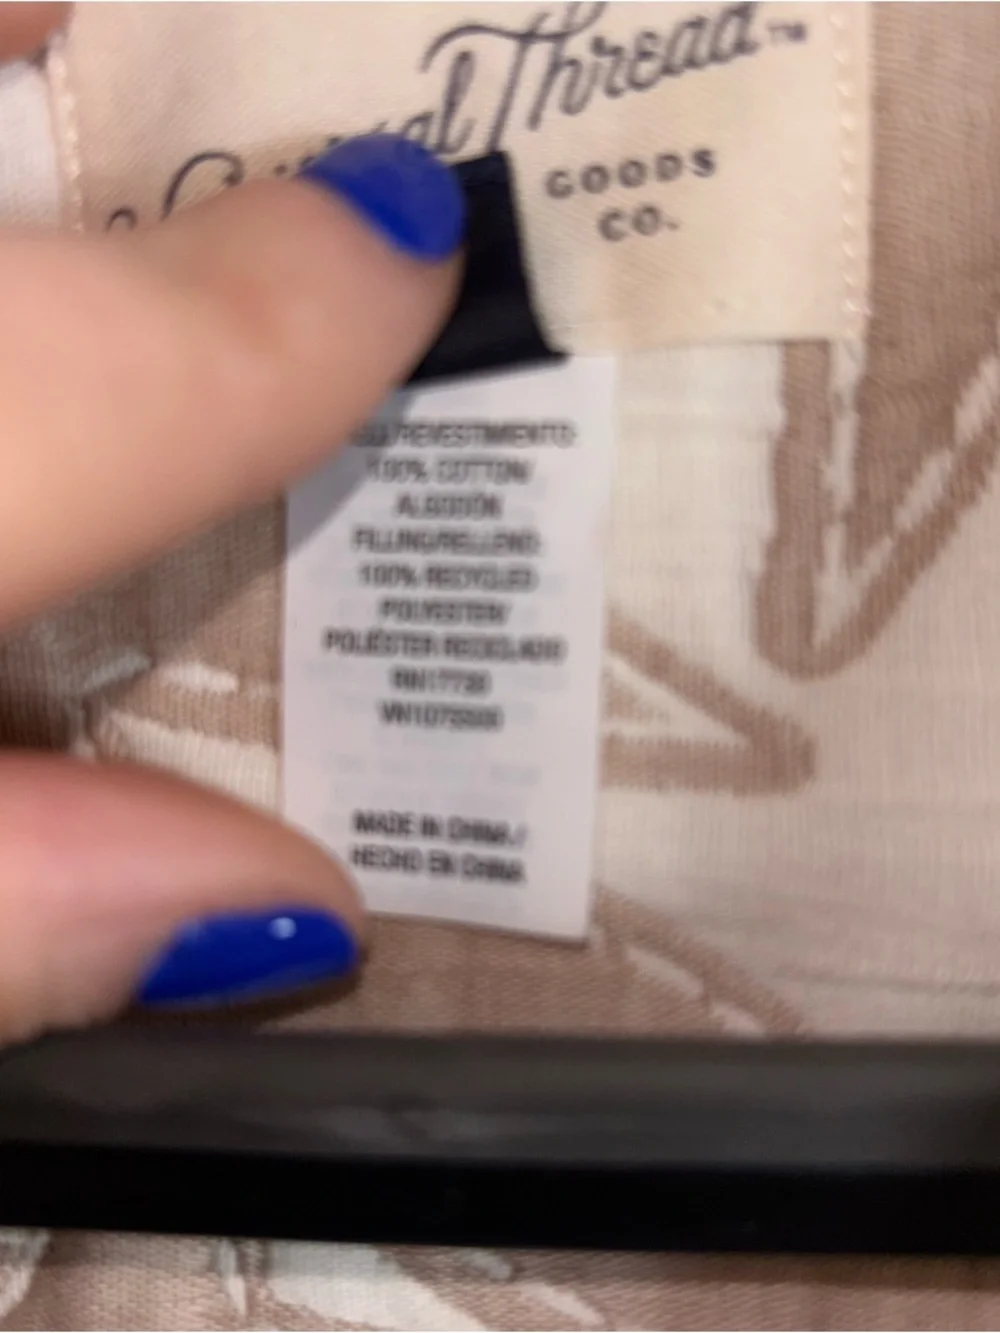 Thread™
GOODS
CO.
REVESTIMIENTO:
100% COTTON/
ALGODÓN
FILLING/RELLENO:
100% RECYCLED
POLYESTER/
POLIÉSTER RECICLADO
RN17730
MADE IN CHINA /
HECHO EN CHINA